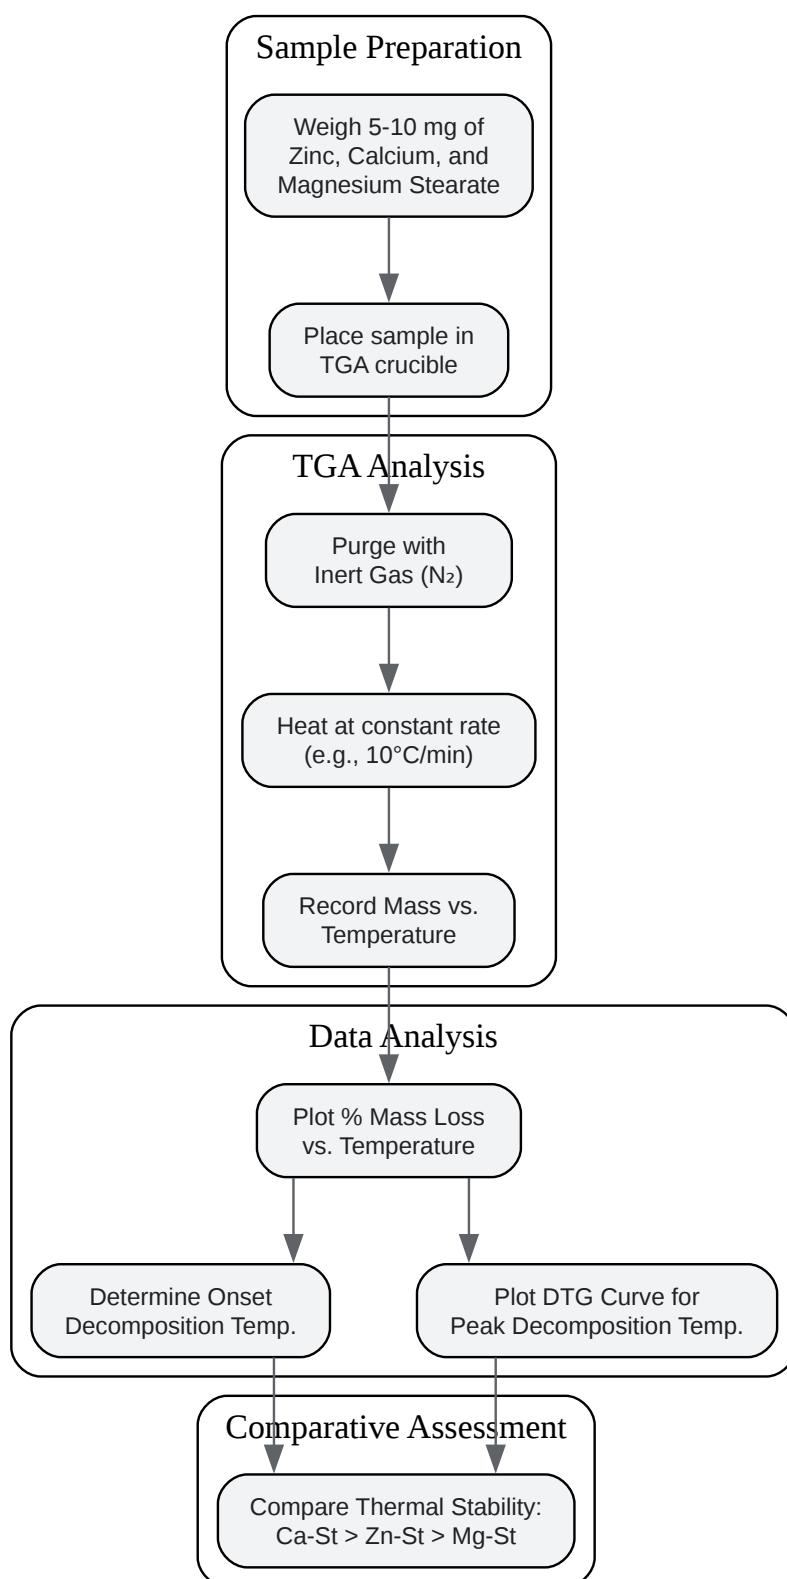 Sample Preparation
Weigh 5-10 mg of
Zinc, Calcium, and
Magnesium Stearate
Place sample in
TGA crucible
TGA Analysis
Purge with
Inert Gas (N₂)
Heat at constant rate
(e.g., 10°C/min)
Record Mass vs.
Temperature
Data Analysis
Plot % Mass Loss
vs. Temperature
Determine Onset
Decomposition Temp.
Plot DTG Curve for
Peak Decomposition Temp.
Comparative Assessment
Compare Thermal Stability:
Ca-St > Zn-St > Mg-St